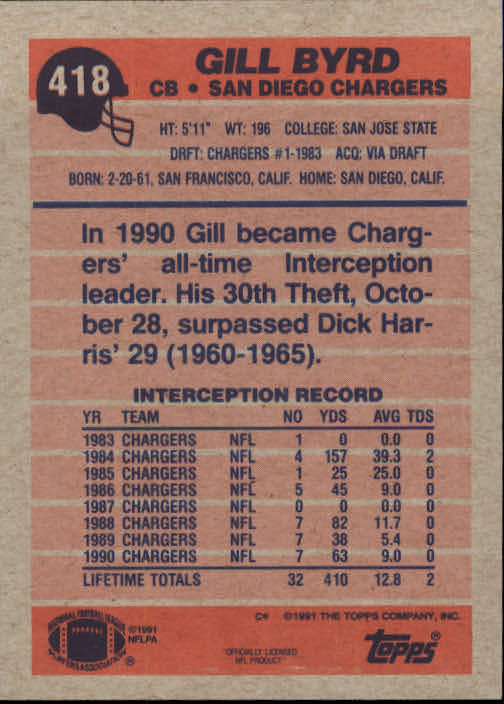 418
GILL BYRD
CB • SAN DIEGO CHARGERS
HT: 5'11" WT: 196 COLLEGE: SAN JOSE STATE
DRFT: CHARGERS #1-1983 ACQ: VIA DRAFT
BORN: 2-20-61, SAN FRANCISCO, CALIF. HOME: SAN DIEGO, CALIF.
In 1990 Gill became Charg-
ers' all-time Interception
leader. His 30th Theft, Octo-
ber 28, surpassed Dick Har-
ris' 29 (1960-1965).
INTERCEPTION RECORD
YR TEAM NO YDS AVG TDS
1983 CHARGERS NFL 1 0 0.0 0
1984 CHARGERS NFL 4 157 39.3 2
1985 CHARGERS NFL 1 25 25.0 0
1986 CHARGERS NFL 5 45 9.0 0
1987 CHARGERS NFL 0 0 0.0 0
1988 CHARGERS NFL 7 82 11.7 0
1989 CHARGERS NFL 7 38 5.4 0
1990 CHARGERS NFL 7 63 9.0 0
LIFETIME TOTALS 32 410 12.8 2
C* ©1991 THE TOPPS COMPANY, INC.
NATIONAL FOOTBALL LEAGUE
PLAYERS ASSOCIATION ®
©1991
NFLPA
OFFICIALLY LICENSED
NFL PRODUCT
topps®